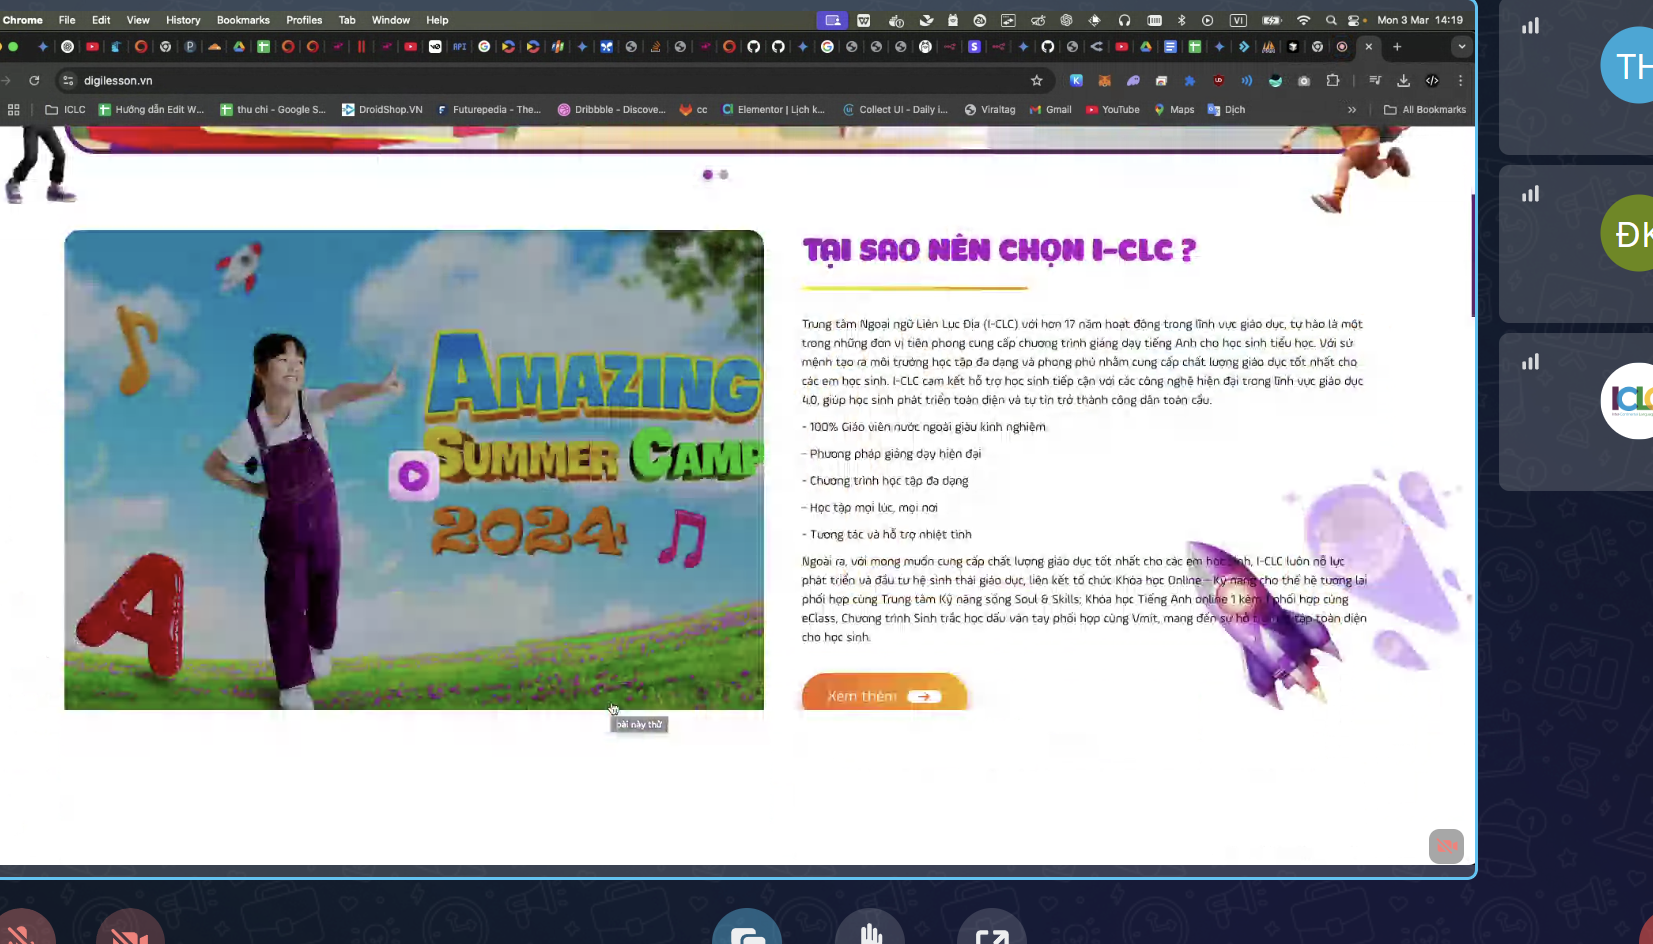 Chrome File Edit View History Bookmarks Profiles Tab Window Help VI Mon 3 Mar 14:19
API
digilesson.vn
ICLC Hướng dẫn Edit W... thu chi - Google S... DroidShop.VN Futurepedia - The... Dribbble - Discove... cc Elementor | Lịch k... Collect UI - Daily i... Viraltag Gmail YouTube Maps Dịch » All Bookmarks
TẠI SAO NÊN CHỌN I-CLC ?
Trung tâm Ngoại ngữ Liên Lục Địa (I-CLC) với hơn 17 năm hoạt động trong lĩnh vực giáo dục, tự hào là một
trong những đơn vị tiên phong cung cấp chương trình giảng dạy tiếng Anh cho học sinh tiểu học. Với sứ
mệnh tạo ra môi trường học tập đa dạng và phong phú nhằm cung cấp chất lượng giáo dục tốt nhất cho
các em học sinh. I-CLC cam kết hỗ trợ học sinh tiếp cận với các công nghệ hiện đại trong lĩnh vực giáo dục
4.0, giúp học sinh phát triển toàn diện và tự tin trở thành công dân toàn cầu.
- 100% Giáo viên nước ngoài giàu kinh nghiệm
- Phương pháp giảng dạy hiện đại
- Chương trình học tập đa dạng
- Học tập mọi lúc, mọi nơi
- Tương tác và hỗ trợ nhiệt tình
Ngoài ra, với mong muốn cung cấp chất lượng giáo dục tốt nhất cho các em học sinh, I-CLC luôn nỗ lực
phát triển và đầu tư hệ sinh thái giáo dục, liên kết tổ chức Khóa học Online – Kỹ năng cho thế hệ tương lai
phối hợp cùng Trung tâm Kỹ năng sống Soul & Skills; Khóa học Tiếng Anh online 1 kèm 1 phối hợp cùng
eClass, Chương trình Sinh trắc học dấu vân tay phối hợp cùng Vmit, mang đến sự hỗ tập toàn diện
cho học sinh.
Xem thêm
AMAZING
SUMMER CAMP
2024
A
bài này thử
TH
ĐK
ICLC